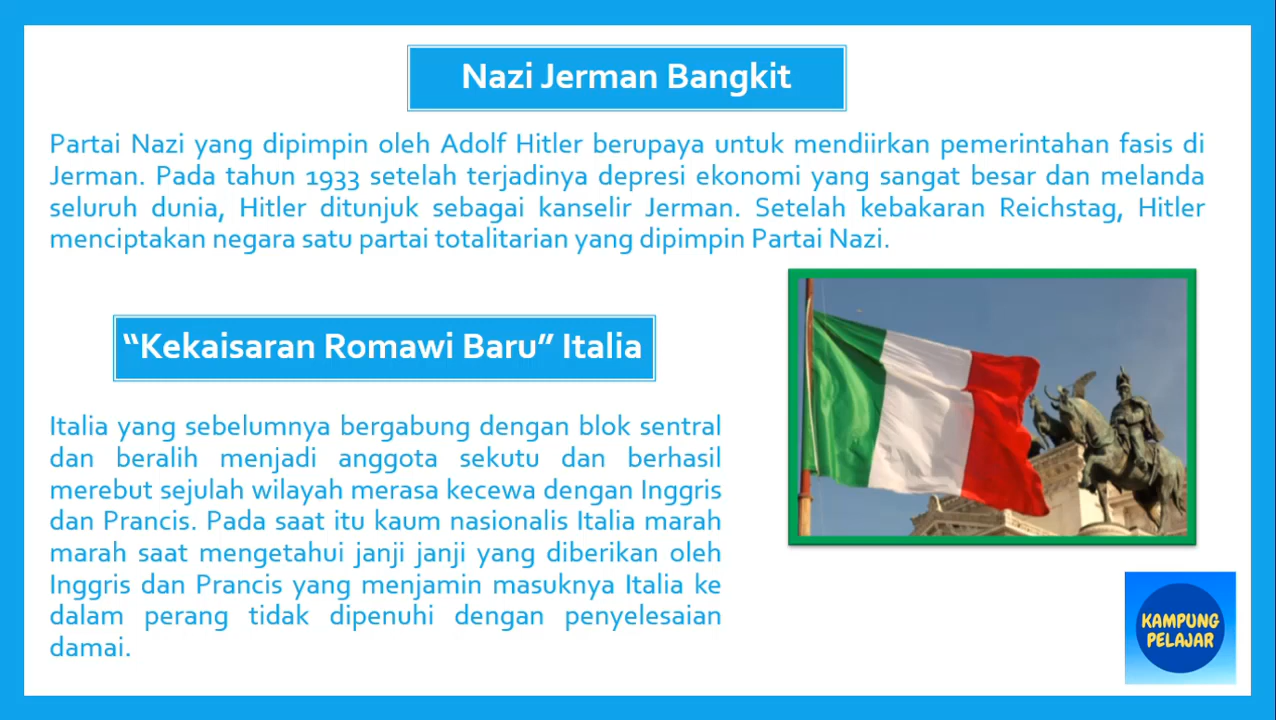 Nazi Jerman Bangkit
Partai Nazi yang dipimpin oleh Adolf Hitler berupaya untuk mendiirkan pemerintahan fasis di
Jerman. Pada tahun 1933 setelah terjadinya depresi ekonomi yang sangat besar dan melanda
seluruh dunia, Hitler ditunjuk sebagai kanselir Jerman. Setelah kebakaran Reichstag, Hitler
menciptakan negara satu partai totalitarian yang dipimpin Partai Nazi.
“Kekaisaran Romawi Baru” Italia
Italia yang sebelumnya bergabung dengan blok sentral
dan beralih menjadi anggota sekutu dan berhasil
merebut sejulah wilayah merasa kecewa dengan Inggris
dan Prancis. Pada saat itu kaum nasionalis Italia marah
marah saat mengetahui janji janji yang diberikan oleh
Inggris dan Prancis yang menjamin masuknya Italia ke
dalam perang tidak dipenuhi dengan penyelesaian
damai.
KAMPUNG
PELAJAR